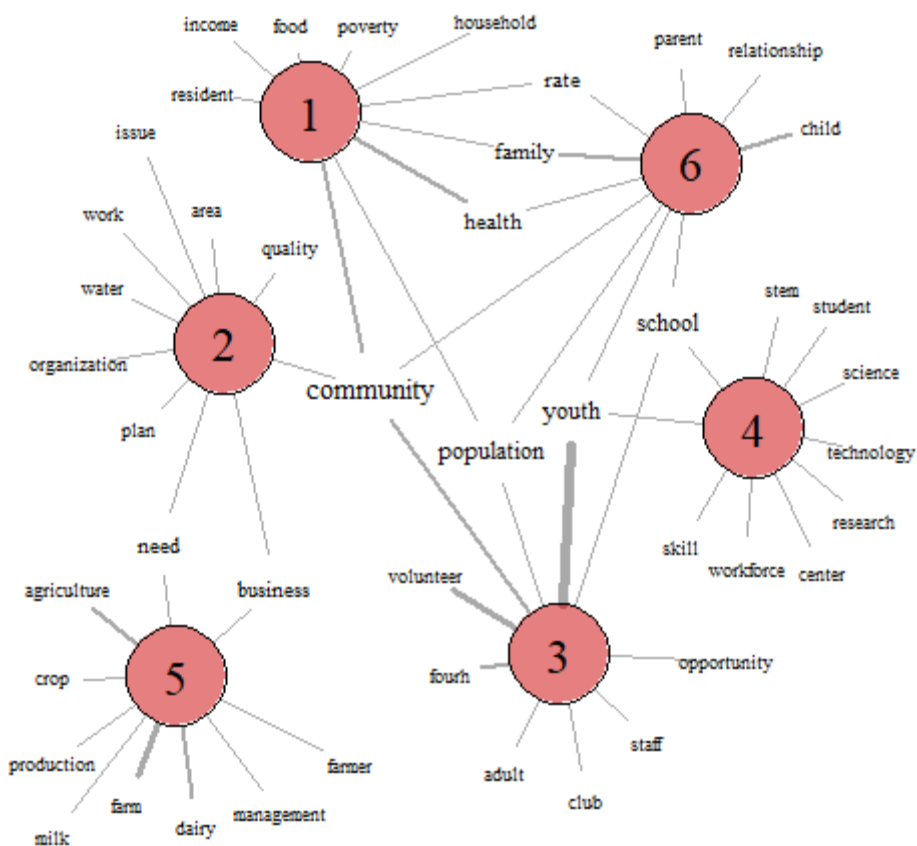 income
food
poverty
household
parent
relationship
resident
1
rate
child
issue
family
6
health
work
area
quality
water
stem
student
school
2
organization
science
community
youth
4
plan
population
technology
research
need
skill
workforce
center
agriculture
business
volunteer
5
3
crop
fourh
opportunity
production
farmer
staff
farm
management
adult
club
milk
dairy